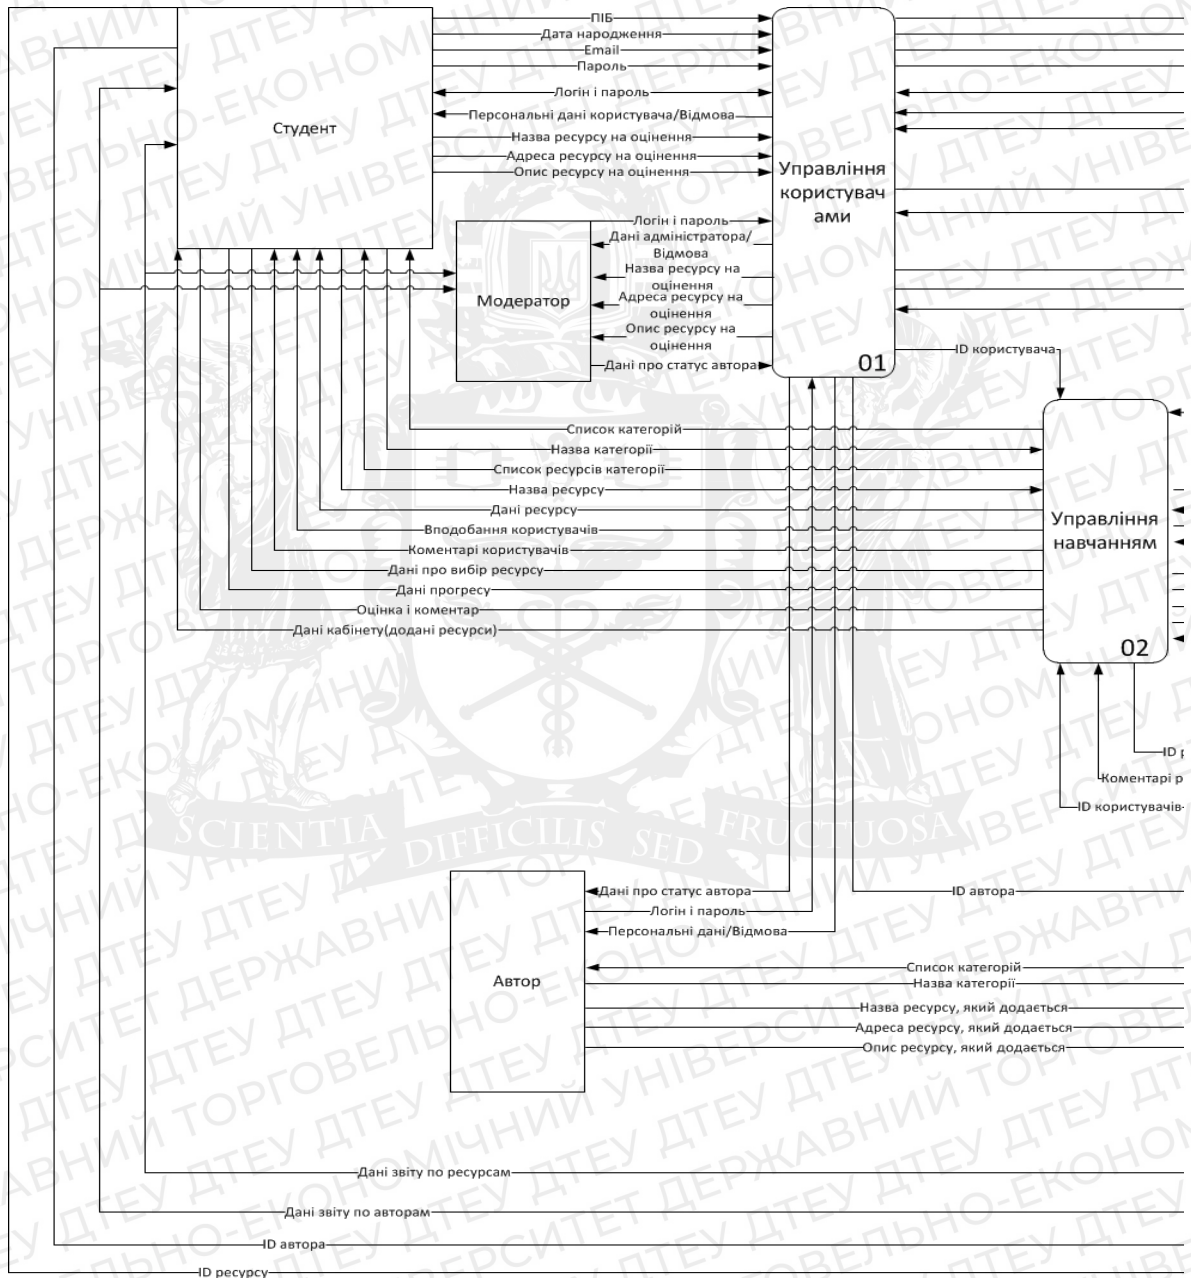 ПІБ
Дата народження
Email
Пароль
Логін і пароль
Персональні дані користувача/Відмова
Назва ресурсу на оцінення
Адреса ресурсу на оцінення
Опис ресурсу на оцінення
Студент
Управління
користувач
ами
01
Логін і пароль
Дані адміністратора/
Відмова
Назва ресурсу на
оцінення
Адреса ресурсу на
оцінення
Опис ресурсу на
оцінення
Дані про статус автора
Модератор
ID користувача
Список категорій
Назва категорії
Список ресурсів категорії
Назва ресурсу
Дані ресурсу
Вподобання користувачів
Коментарі користувачів
Дані про вибір ресурсу
Дані прогресу
Оцінка і коментар
Дані кабінету(додані ресурси)
Управління
навчанням
02
ID р
Коментарі р
ID користувачів
SCIENTIA DIFFICILIS SED FRUCTUOSA
Дані про статус автора
Логін і пароль
Персональні дані/Відмова
ID автора
Автор
Список категорій
Назва категорії
Назва ресурсу, який додається
Адреса ресурсу, який додається
Опис ресурсу, який додається
Дані звіту по ресурсам
Дані звіту по авторам
ID автора
ID ресурсу